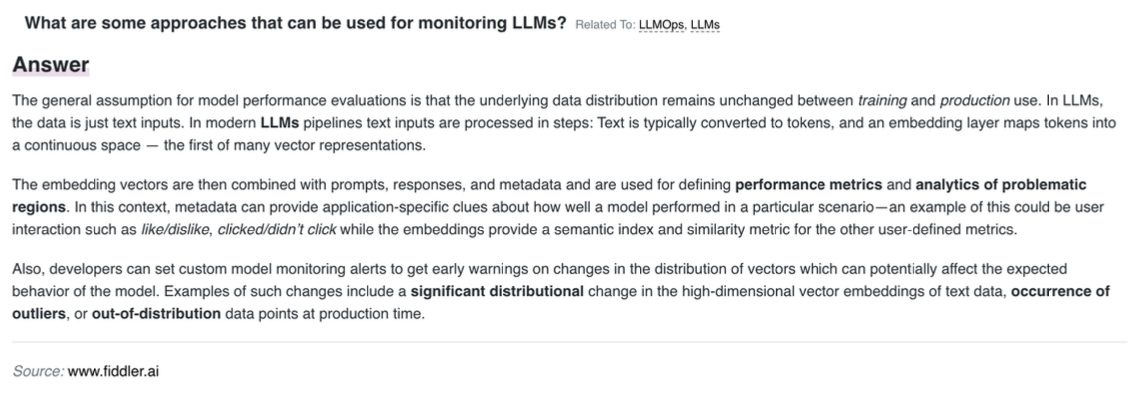 What are some approaches that can be used for monitoring LLMs? Related To: LLMOps, LLMs
Answer
The general assumption for model performance evaluations is that the underlying data distribution remains unchanged between training and production use. In LLMs,
the data is just text inputs. In modern LLMs pipelines text inputs are processed in steps: Text is typically converted to tokens, and an embedding layer maps tokens into
a continuous space — the first of many vector representations.
The embedding vectors are then combined with prompts, responses, and metadata and are used for defining performance metrics and analytics of problematic
regions. In this context, metadata can provide application-specific clues about how well a model performed in a particular scenario—an example of this could be user
interaction such as like/dislike, clicked/didn't click while the embeddings provide a semantic index and similarity metric for the other user-defined metrics.
Also, developers can set custom model monitoring alerts to get early warnings on changes in the distribution of vectors which can potentially affect the expected
behavior of the model. Examples of such changes include a significant distributional change in the high-dimensional vector embeddings of text data, occurrence of
outliers, or out-of-distribution data points at production time.
Source: www.fiddler.ai